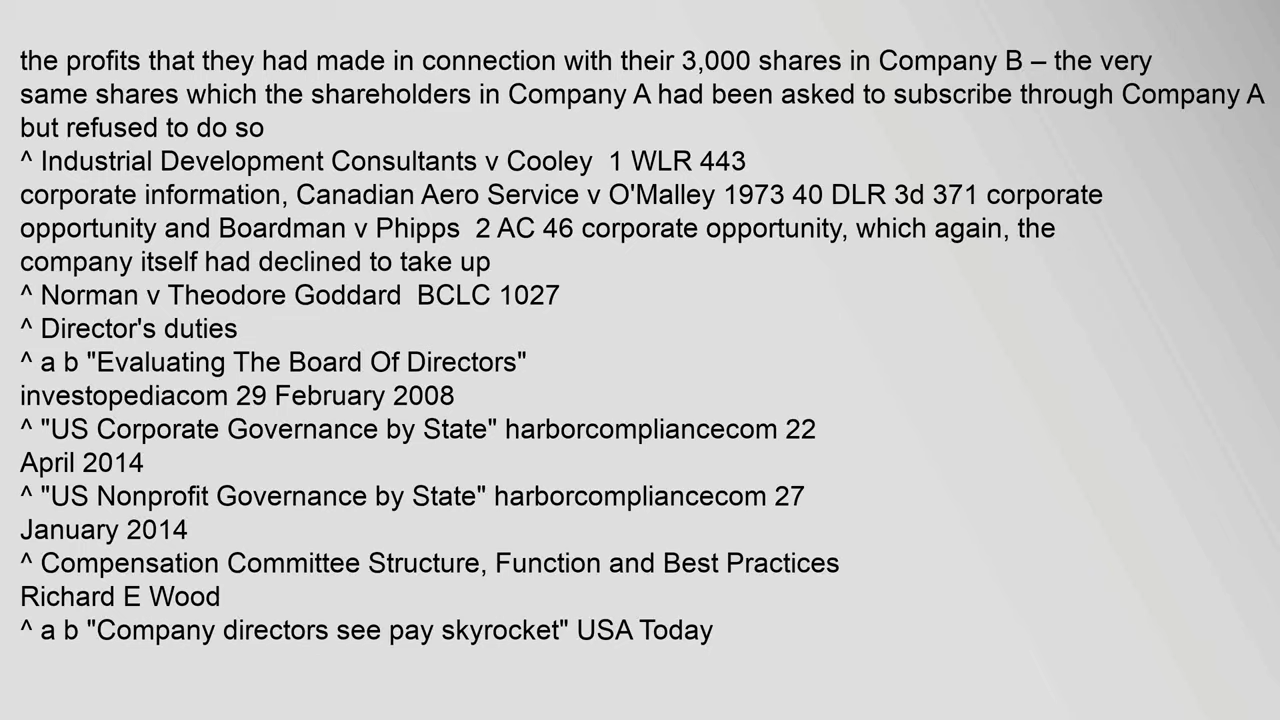 the profits that they had made in connection with their 3,000 shares in Company B – the very
same shares which the shareholders in Company A had been asked to subscribe through Company A
but refused to do so
^ Industrial Development Consultants v Cooley  1 WLR 443
corporate information, Canadian Aero Service v O'Malley 1973 40 DLR 3d 371 corporate
opportunity and Boardman v Phipps  2 AC 46 corporate opportunity, which again, the
company itself had declined to take up
^ Norman v Theodore Goddard  BCLC 1027
^ Director's duties
^ a b "Evaluating The Board Of Directors"
investopediacom 29 February 2008
^ "US Corporate Governance by State" harborcompliancecom 22
April 2014
^ "US Nonprofit Governance by State" harborcompliancecom 27
January 2014
^ Compensation Committee Structure, Function and Best Practices
Richard E Wood
^ a b "Company directors see pay skyrocket" USA Today